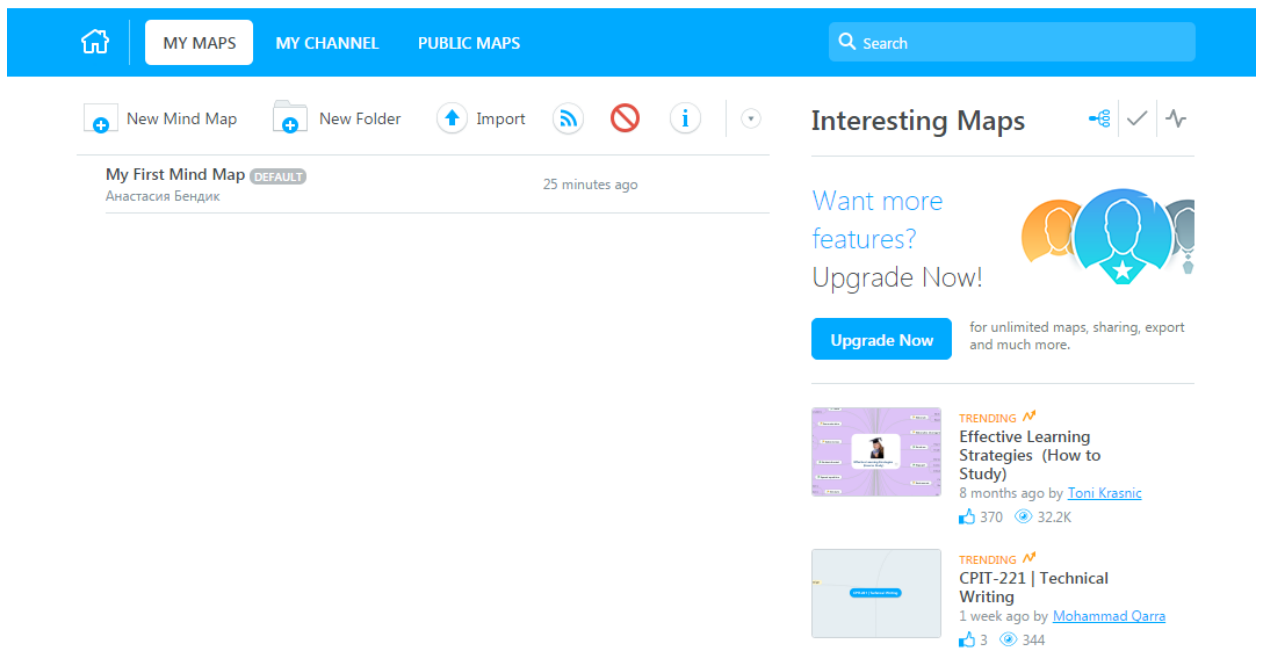 MY MAPS
MY CHANNEL
PUBLIC MAPS
Search
New Mind Map
New Folder
Import
My First Mind Map DEFAULT
Анастасия Бендик
25 minutes ago
Interesting Maps
Want more
features?
Upgrade Now!
Upgrade Now
for unlimited maps, sharing, export
and much more.
TRENDING
Effective Learning
Strategies (How to
Study)
8 months ago by Toni Krasnic
370 32.2K
TRENDING
CPIT-221 | Technical
Writing
1 week ago by Mohammad Qarra
3 344